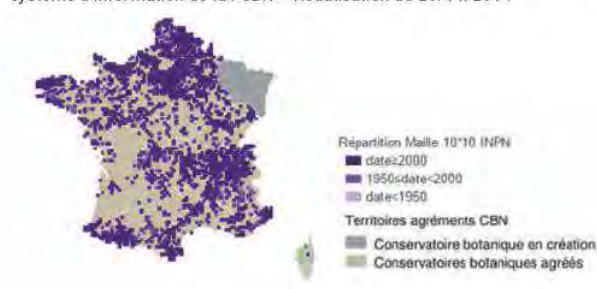 Répartition Maille 10*10 INPN
date≥2000
1950≤date<2000
date<1950
Territoires agréments CBN
Conservatoire botanique en création
Conservatoires botaniques agréés